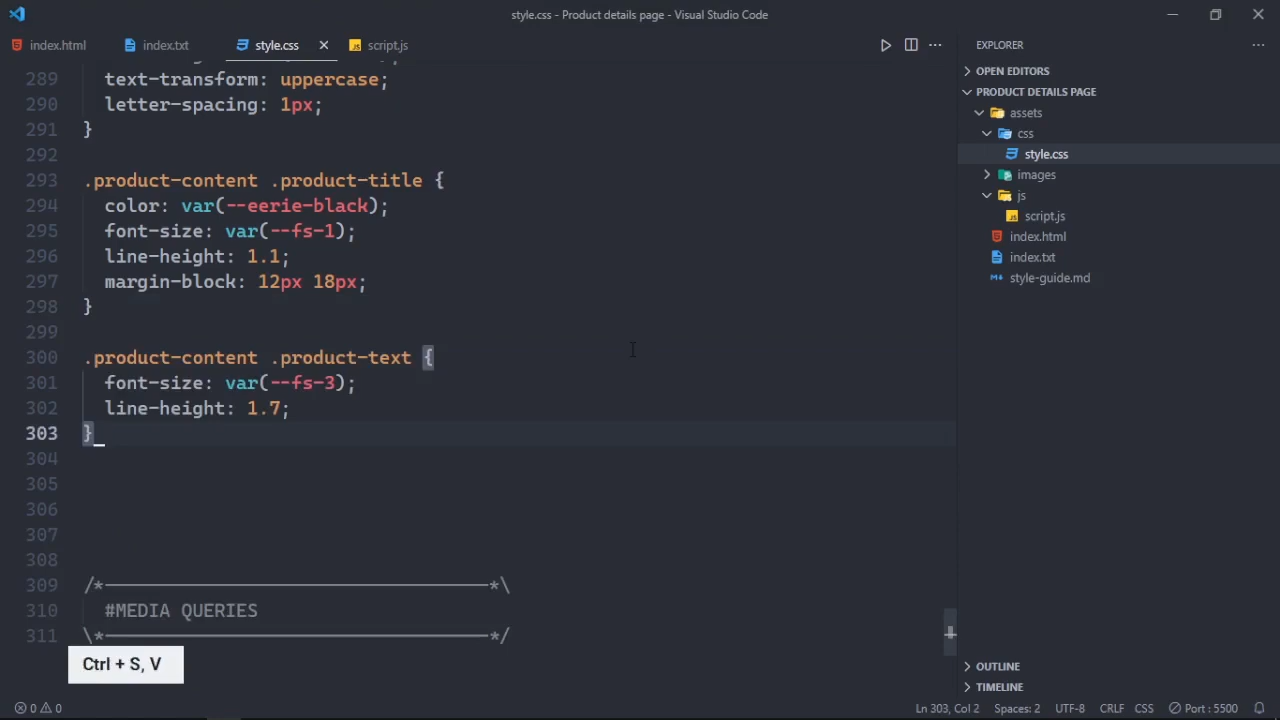 style.css - Product details page - Visual Studio Code
index.html
index.txt
style.css
script.js
EXPLORER
OPEN EDITORS
PRODUCT DETAILS PAGE
assets
css
style.css
images
js
script.js
index.html
index.txt
style-guide.md
289 text-transform: uppercase;
290 letter-spacing: 1px;
291 }
292
293 .product-content .product-title {
294 color: var(--eerie-black);
295 font-size: var(--fs-1);
296 line-height: 1.1;
297 margin-block: 12px 18px;
298 }
299
300 .product-content .product-text {
301 font-size: var(--fs-3);
302 line-height: 1.7;
303 }
304
305
306
307
308
309 /*-----------------------------------*\
310 #MEDIA QUERIES
311 \*-----------------------------------*/
Ctrl + S, V
OUTLINE
TIMELINE
0 0
Ln 303, Col 2
Spaces: 2
UTF-8
CRLF
CSS
Port : 5500